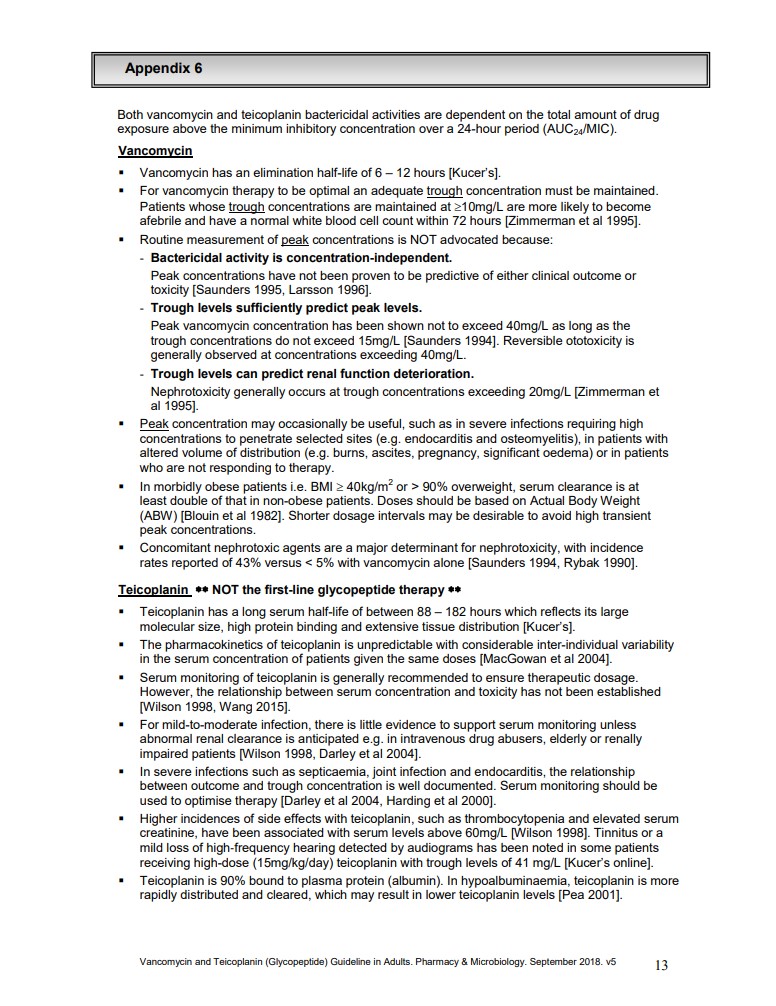 Appendix 6
Both vancomycin and teicoplanin bactericidal activities are dependent on the total amount of drug
exposure above the minimum inhibitory concentration over a 24-hour period (AUC24/MIC).
Vancomycin
▪ Vancomycin has an elimination half-life of 6 – 12 hours [Kucer's].
▪ For vancomycin therapy to be optimal an adequate trough concentration must be maintained.
Patients whose trough concentrations are maintained at ≥10mg/L are more likely to become
afebrile and have a normal white blood cell count within 72 hours [Zimmerman et al 1995].
▪ Routine measurement of peak concentrations is NOT advocated because:
- Bactericidal activity is concentration-independent.
Peak concentrations have not been proven to be predictive of either clinical outcome or
toxicity [Saunders 1995, Larsson 1996].
- Trough levels sufficiently predict peak levels.
Peak vancomycin concentration has been shown not to exceed 40mg/L as long as the
trough concentrations do not exceed 15mg/L [Saunders 1994]. Reversible ototoxicity is
generally observed at concentrations exceeding 40mg/L.
- Trough levels can predict renal function deterioration.
Nephrotoxicity generally occurs at trough concentrations exceeding 20mg/L [Zimmerman et
al 1995].
▪ Peak concentration may occasionally be useful, such as in severe infections requiring high
concentrations to penetrate selected sites (e.g. endocarditis and osteomyelitis), in patients with
altered volume of distribution (e.g. burns, ascites, pregnancy, significant oedema) or in patients
who are not responding to therapy.
▪ In morbidly obese patients i.e. BMI ≥ 40kg/m2 or > 90% overweight, serum clearance is at
least double of that in non-obese patients. Doses should be based on Actual Body Weight
(ABW) [Blouin et al 1982]. Shorter dosage intervals may be desirable to avoid high transient
peak concentrations.
▪ Concomitant nephrotoxic agents are a major determinant for nephrotoxicity, with incidence
rates reported of 43% versus < 5% with vancomycin alone [Saunders 1994, Rybak 1990].
Teicoplanin ** NOT the first-line glycopeptide therapy **
▪ Teicoplanin has a long serum half-life of between 88 – 182 hours which reflects its large
molecular size, high protein binding and extensive tissue distribution [Kucer's].
▪ The pharmacokinetics of teicoplanin is unpredictable with considerable inter-individual variability
in the serum concentration of patients given the same doses [MacGowan et al 2004].
▪ Serum monitoring of teicoplanin is generally recommended to ensure therapeutic dosage.
However, the relationship between serum concentration and toxicity has not been established
[Wilson 1998, Wang 2015].
▪ For mild-to-moderate infection, there is little evidence to support serum monitoring unless
abnormal renal clearance is anticipated e.g. in intravenous drug abusers, elderly or renally
impaired patients [Wilson 1998, Darley et al 2004].
▪ In severe infections such as septicaemia, joint infection and endocarditis, the relationship
between outcome and trough concentration is well documented. Serum monitoring should be
used to optimise therapy [Darley et al 2004, Harding et al 2000].
▪ Higher incidences of side effects with teicoplanin, such as thrombocytopenia and elevated serum
creatinine, have been associated with serum levels above 60mg/L [Wilson 1998]. Tinnitus or a
mild loss of high-frequency hearing detected by audiograms has been noted in some patients
receiving high-dose (15mg/kg/day) teicoplanin with trough levels of 41 mg/L [Kucer's online].
▪ Teicoplanin is 90% bound to plasma protein (albumin). In hypoalbuminaemia, teicoplanin is more
rapidly distributed and cleared, which may result in lower teicoplanin levels [Pea 2001].
Vancomycin and Teicoplanin (Glycopeptide) Guideline in Adults. Pharmacy & Microbiology. September 2018. v5
13